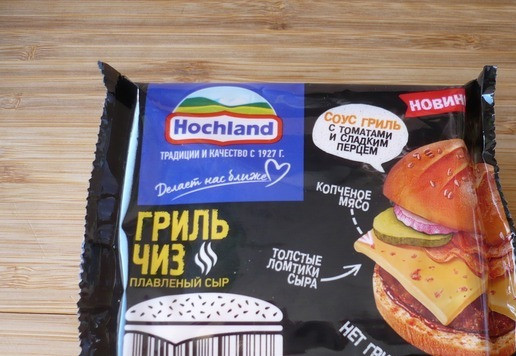 Hochland
ТРАДИЦИИ И КАЧЕСТВО С 1927 Г.
Делает нас ближе
ГРИЛЬ
ЧИЗ
ПЛАВЛЕНЫЙ СЫР
НОВИН
СОУС ГРИЛЬ
С ТОМАТАМИ
И СЛАДКИМ
ПЕРЦЕМ
КОПЧЕНОЕ
МЯСО
ТОЛСТЫЕ
ЛОМТИКИ
СЫРА
НЕТ